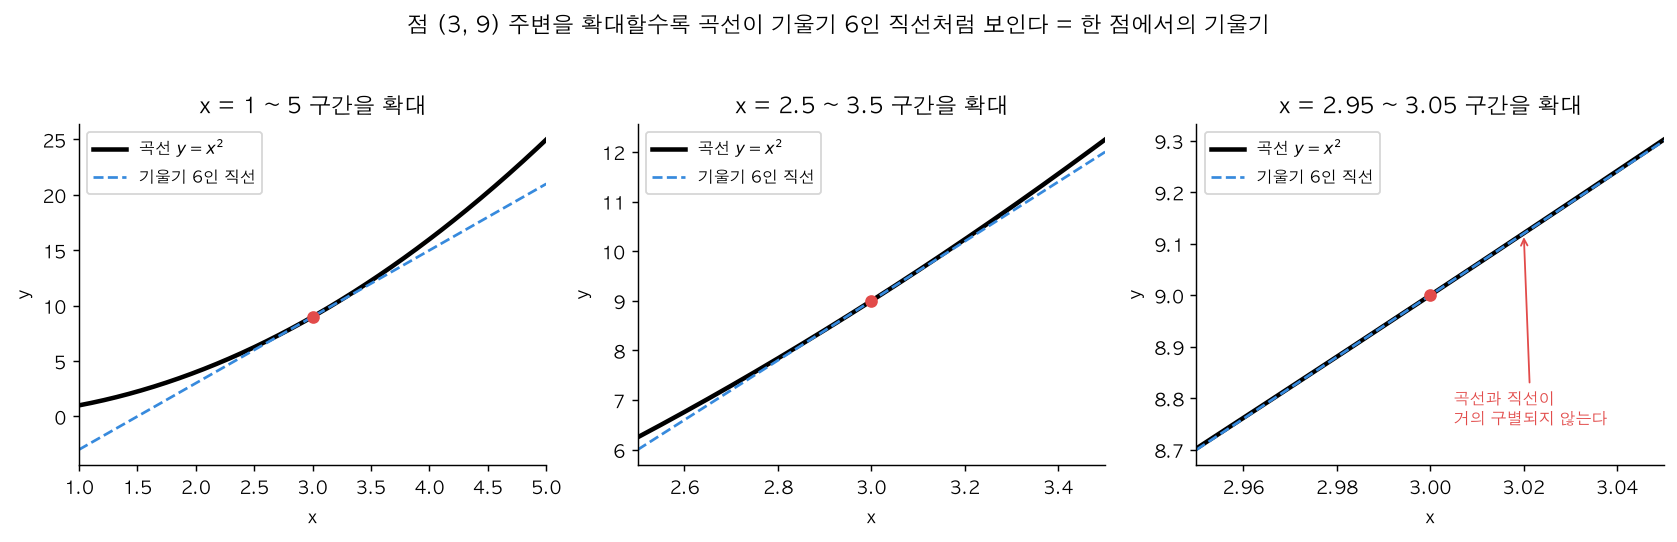 점 (3, 9) 주변을 확대할수록 곡선이 기울기 6인 직선처럼 보인다 = 한 점에서의 기울기
x = 1 ~ 5 구간을 확대
곡선 y = x²
기울기 6인 직선
25
20
15
10
5
0
y
1.0 1.5 2.0 2.5 3.0 3.5 4.0 4.5 5.0
x
x = 2.5 ~ 3.5 구간을 확대
곡선 y = x²
기울기 6인 직선
12
11
10
9
8
7
6
y
2.6 2.8 3.0 3.2 3.4
x
x = 2.95 ~ 3.05 구간을 확대
곡선 y = x²
기울기 6인 직선
9.3
9.2
9.1
9.0
8.9
8.8
8.7
y
곡선과 직선이
거의 구별되지 않는다
2.96 2.98 3.00 3.02 3.04
x